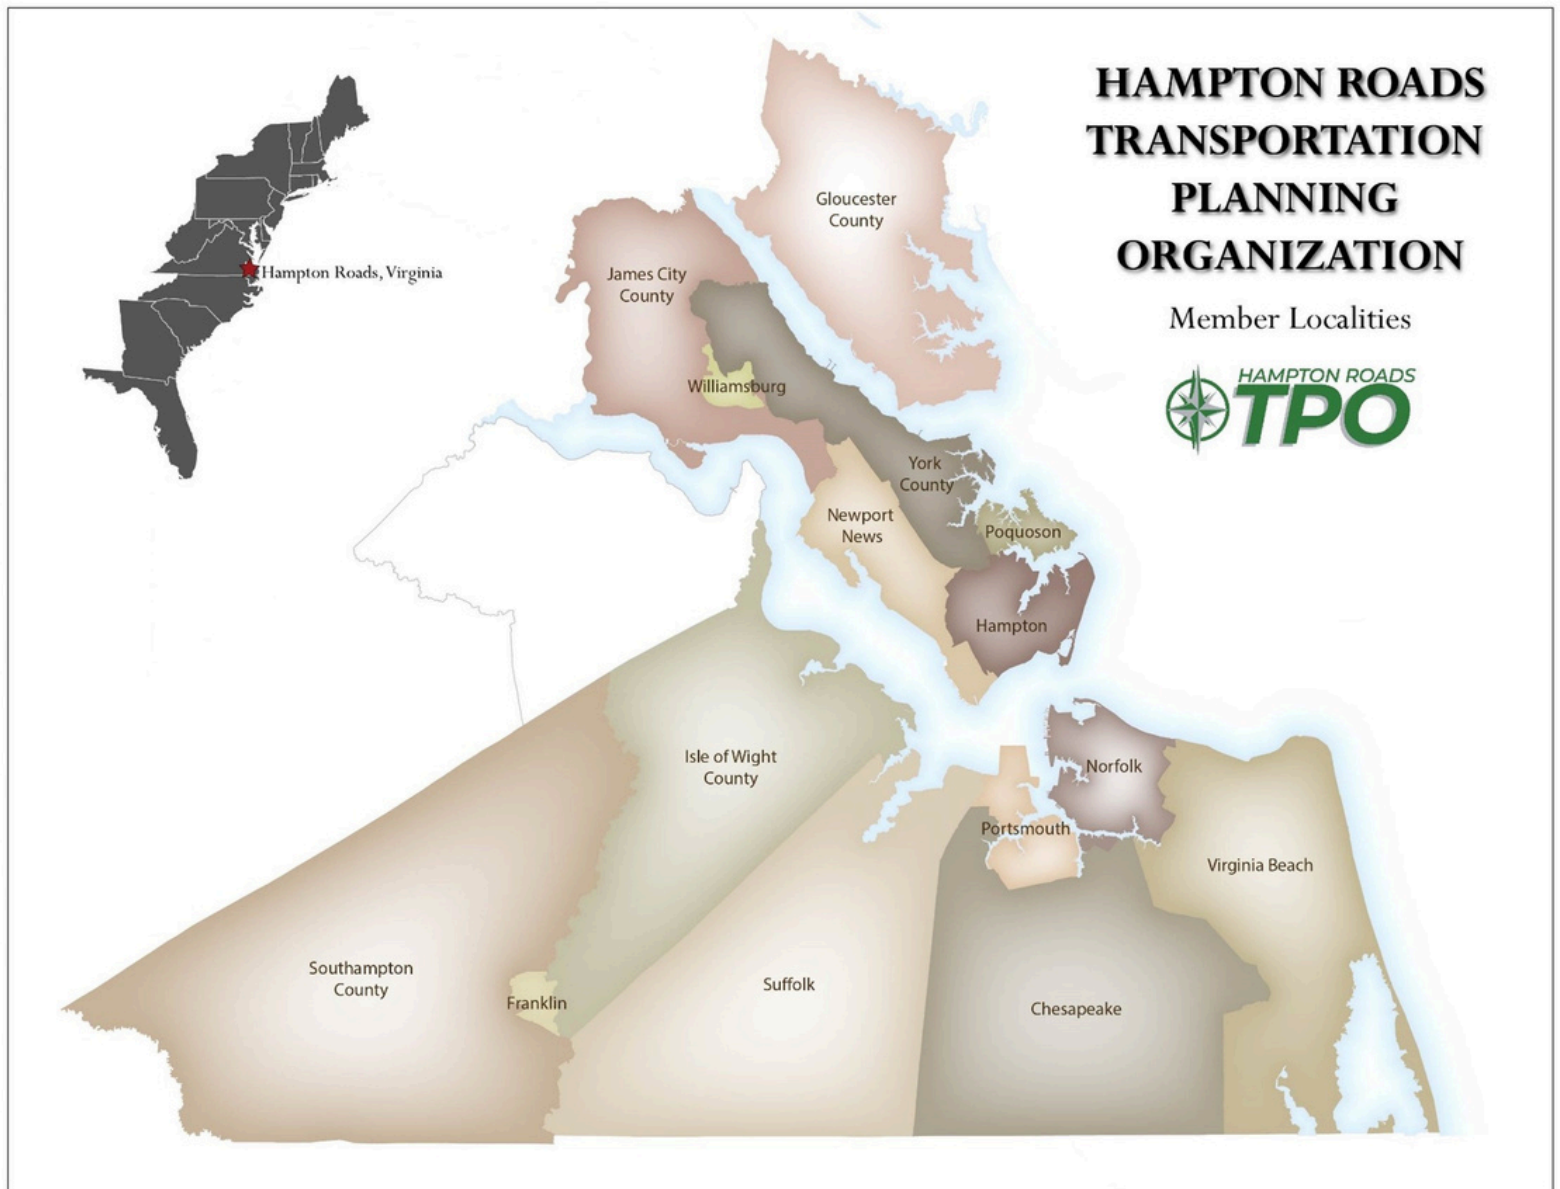 HAMPTON ROADS
TRANSPORTATION
PLANNING
ORGANIZATION
Member Localities
HAMPTON ROADS
TPO
Hampton Roads, Virginia
Gloucester
County
James City
County
Williamsburg
York
County
Newport
News
Poquoson
Hampton
Isle of Wight
County
Norfolk
Portsmouth
Virginia Beach
Southampton
County
Franklin
Suffolk
Chesapeake